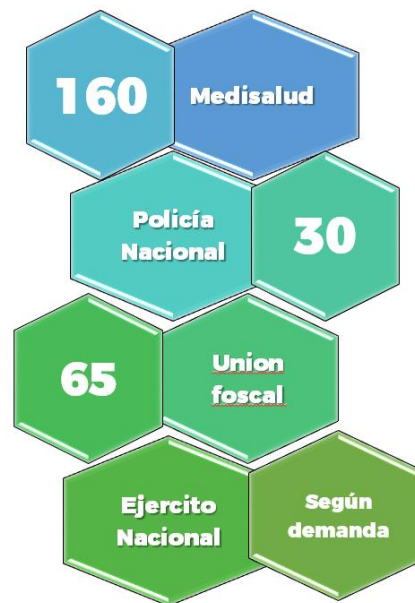 160
Medisalud
Policía
Nacional
30
65
Union
foscal
Ejercito
Nacional
Según
demanda